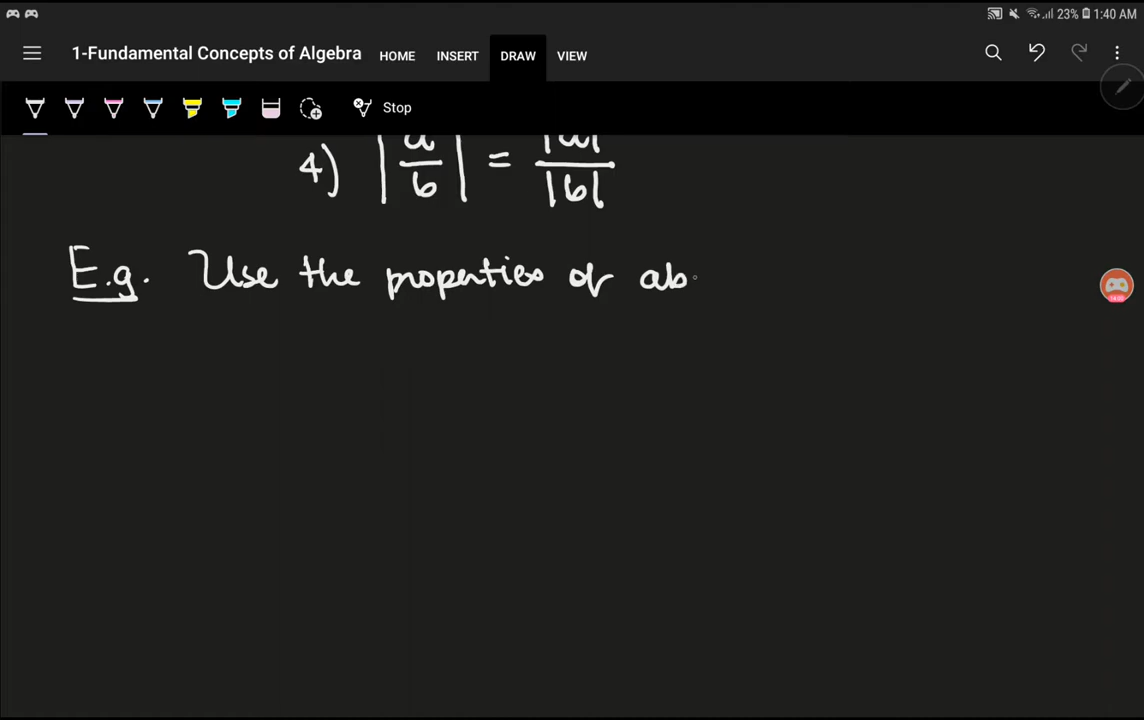 23% 1:40 AM
1-Fundamental Concepts of Algebra HOME INSERT DRAW VIEW
Stop
4) |a/b| = |a|/|b|
E.g. Use the properties of abs